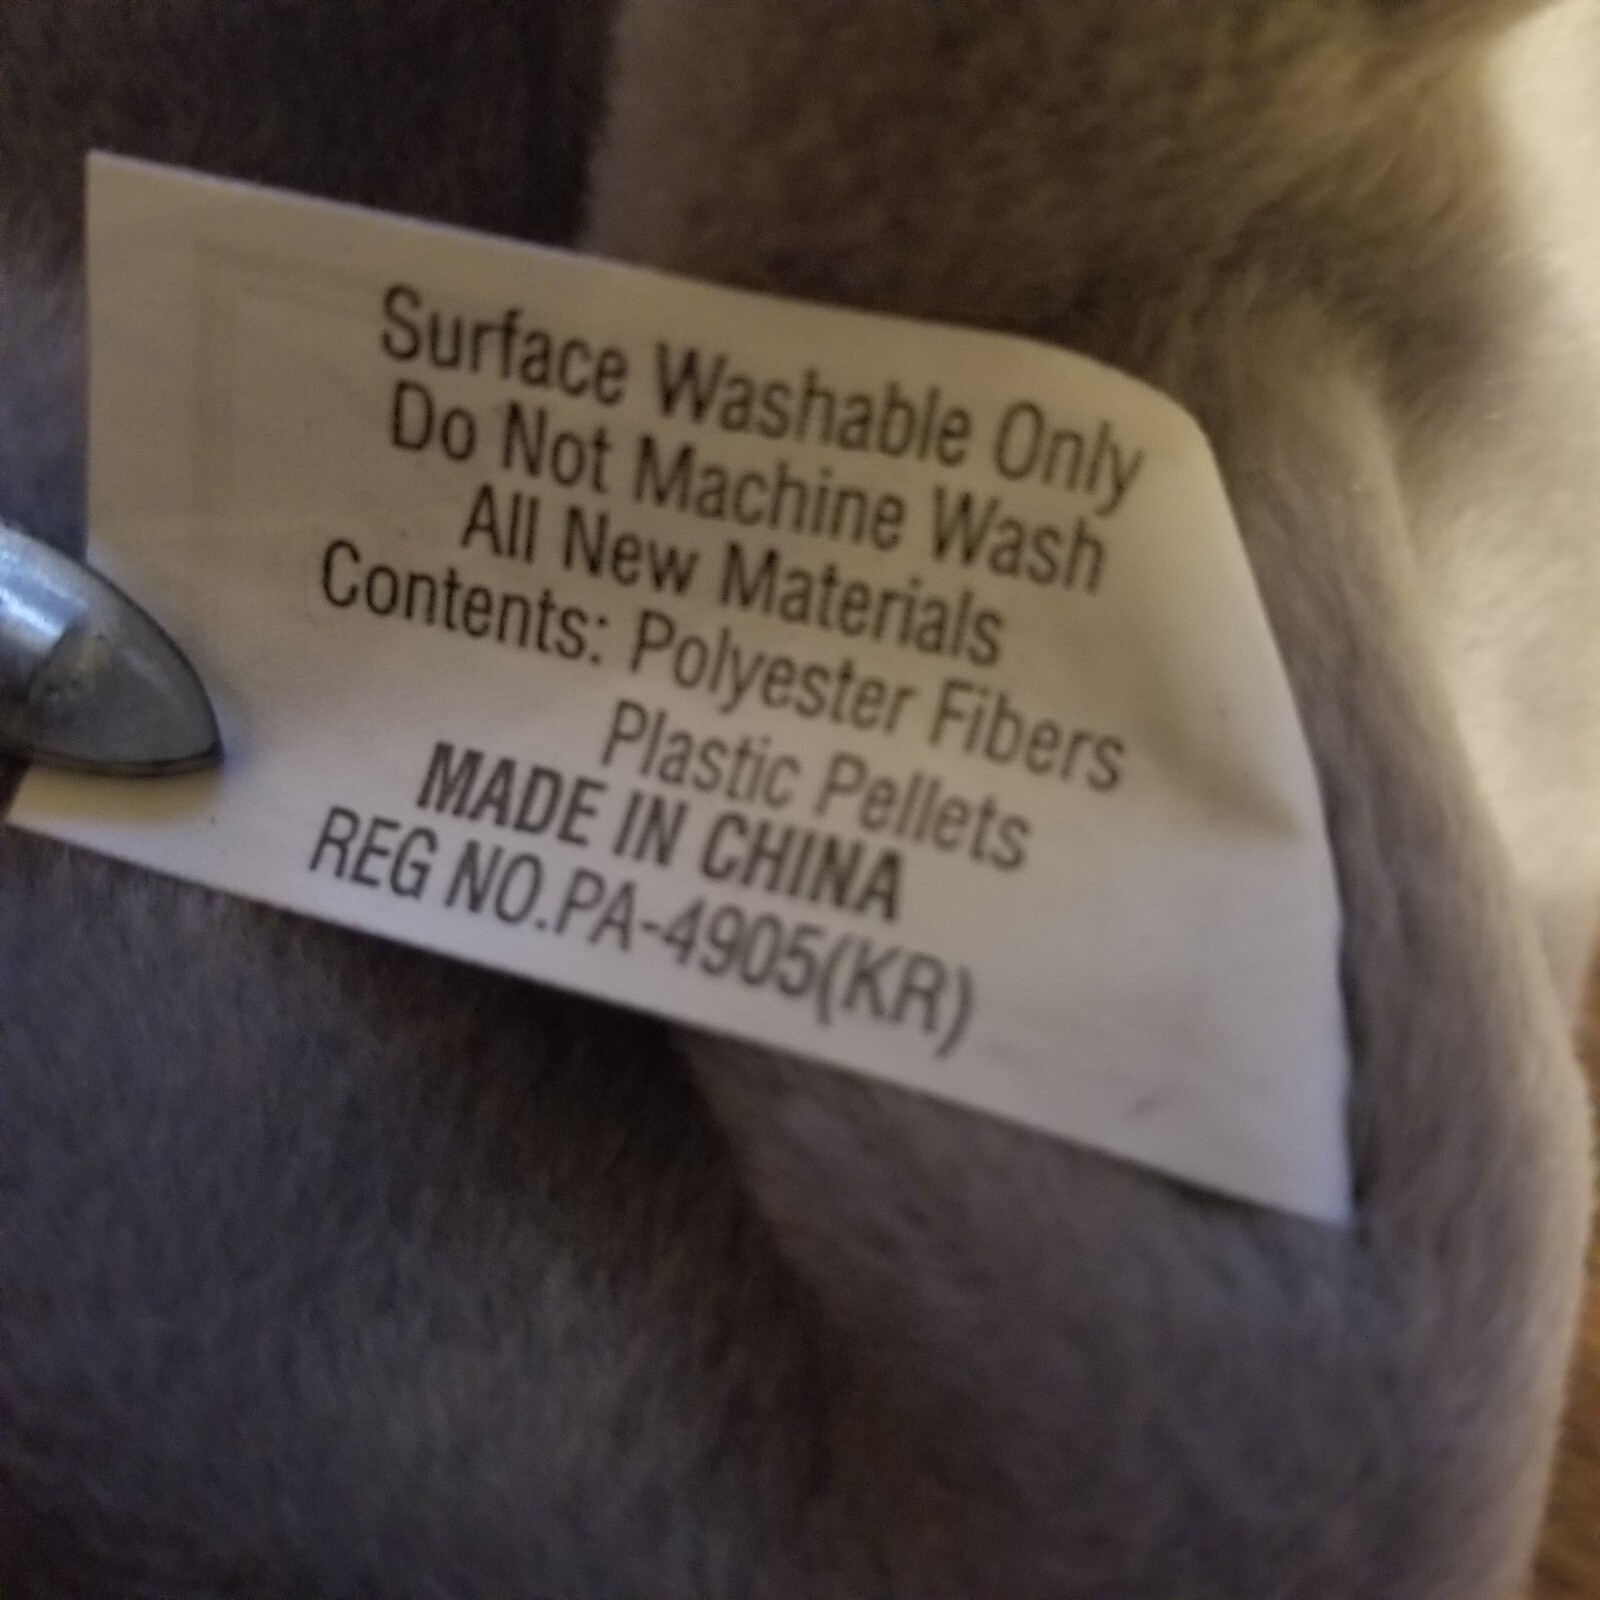 Surface Washable Only
Do Not Machine Wash
All New Materials
Contents: Polyester Fibers
Plastic Pellets
MADE IN CHINA
REG NO.PA-4905(KR)